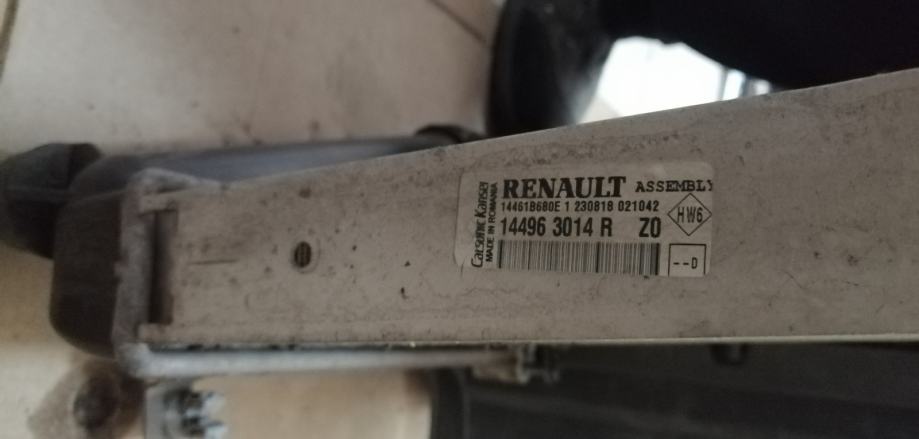 RENAULT ASSEMBLY
14461B680E 1 230818 021042
14496 3014 R Z0
HW6
--D
Calsonic Kansei
MADE IN ROMANIA